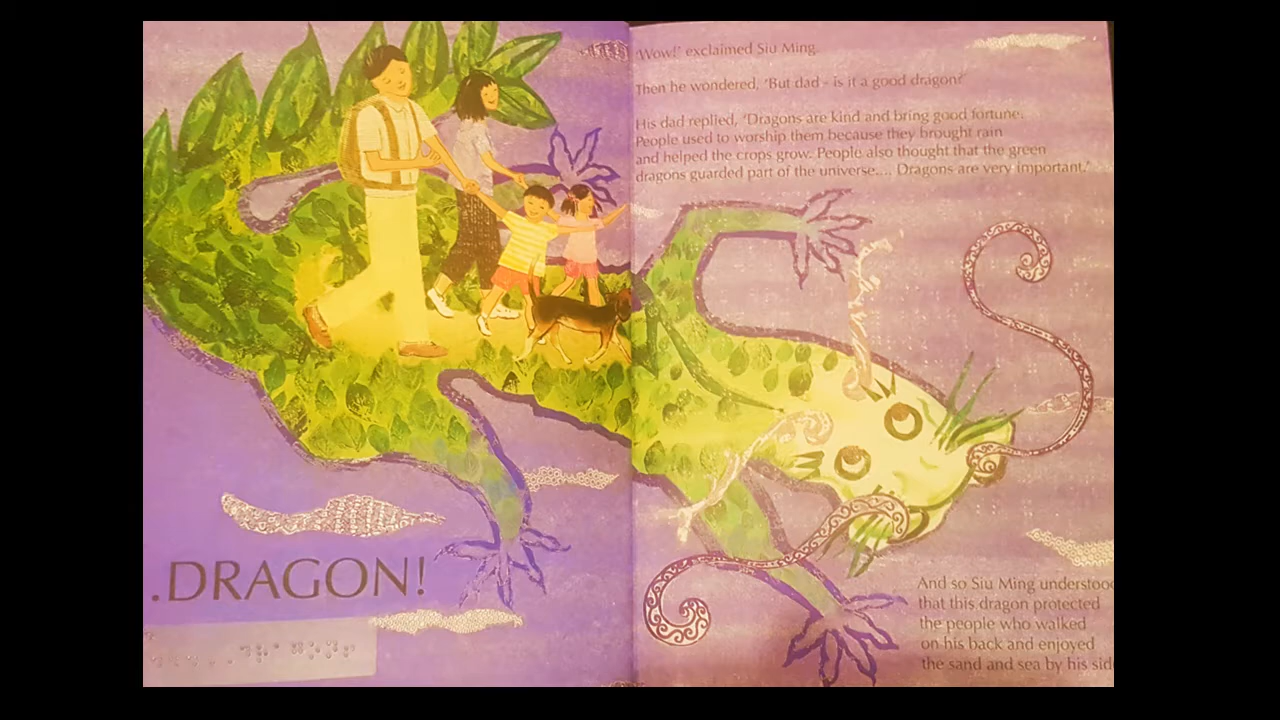 .DRAGON!
'Wow!' exclaimed Siu Ming.
Then he wondered, 'But dad - is it a good dragon?'
His dad replied, 'Dragons are kind and bring good fortune.
People used to worship them because they brought rain
and helped the crops grow. People also thought that the green
dragons guarded part of the universe.... Dragons are very important.'
And so Siu Ming understood
that this dragon protected
the people who walked
on his back and enjoyed
the sand and sea by his side